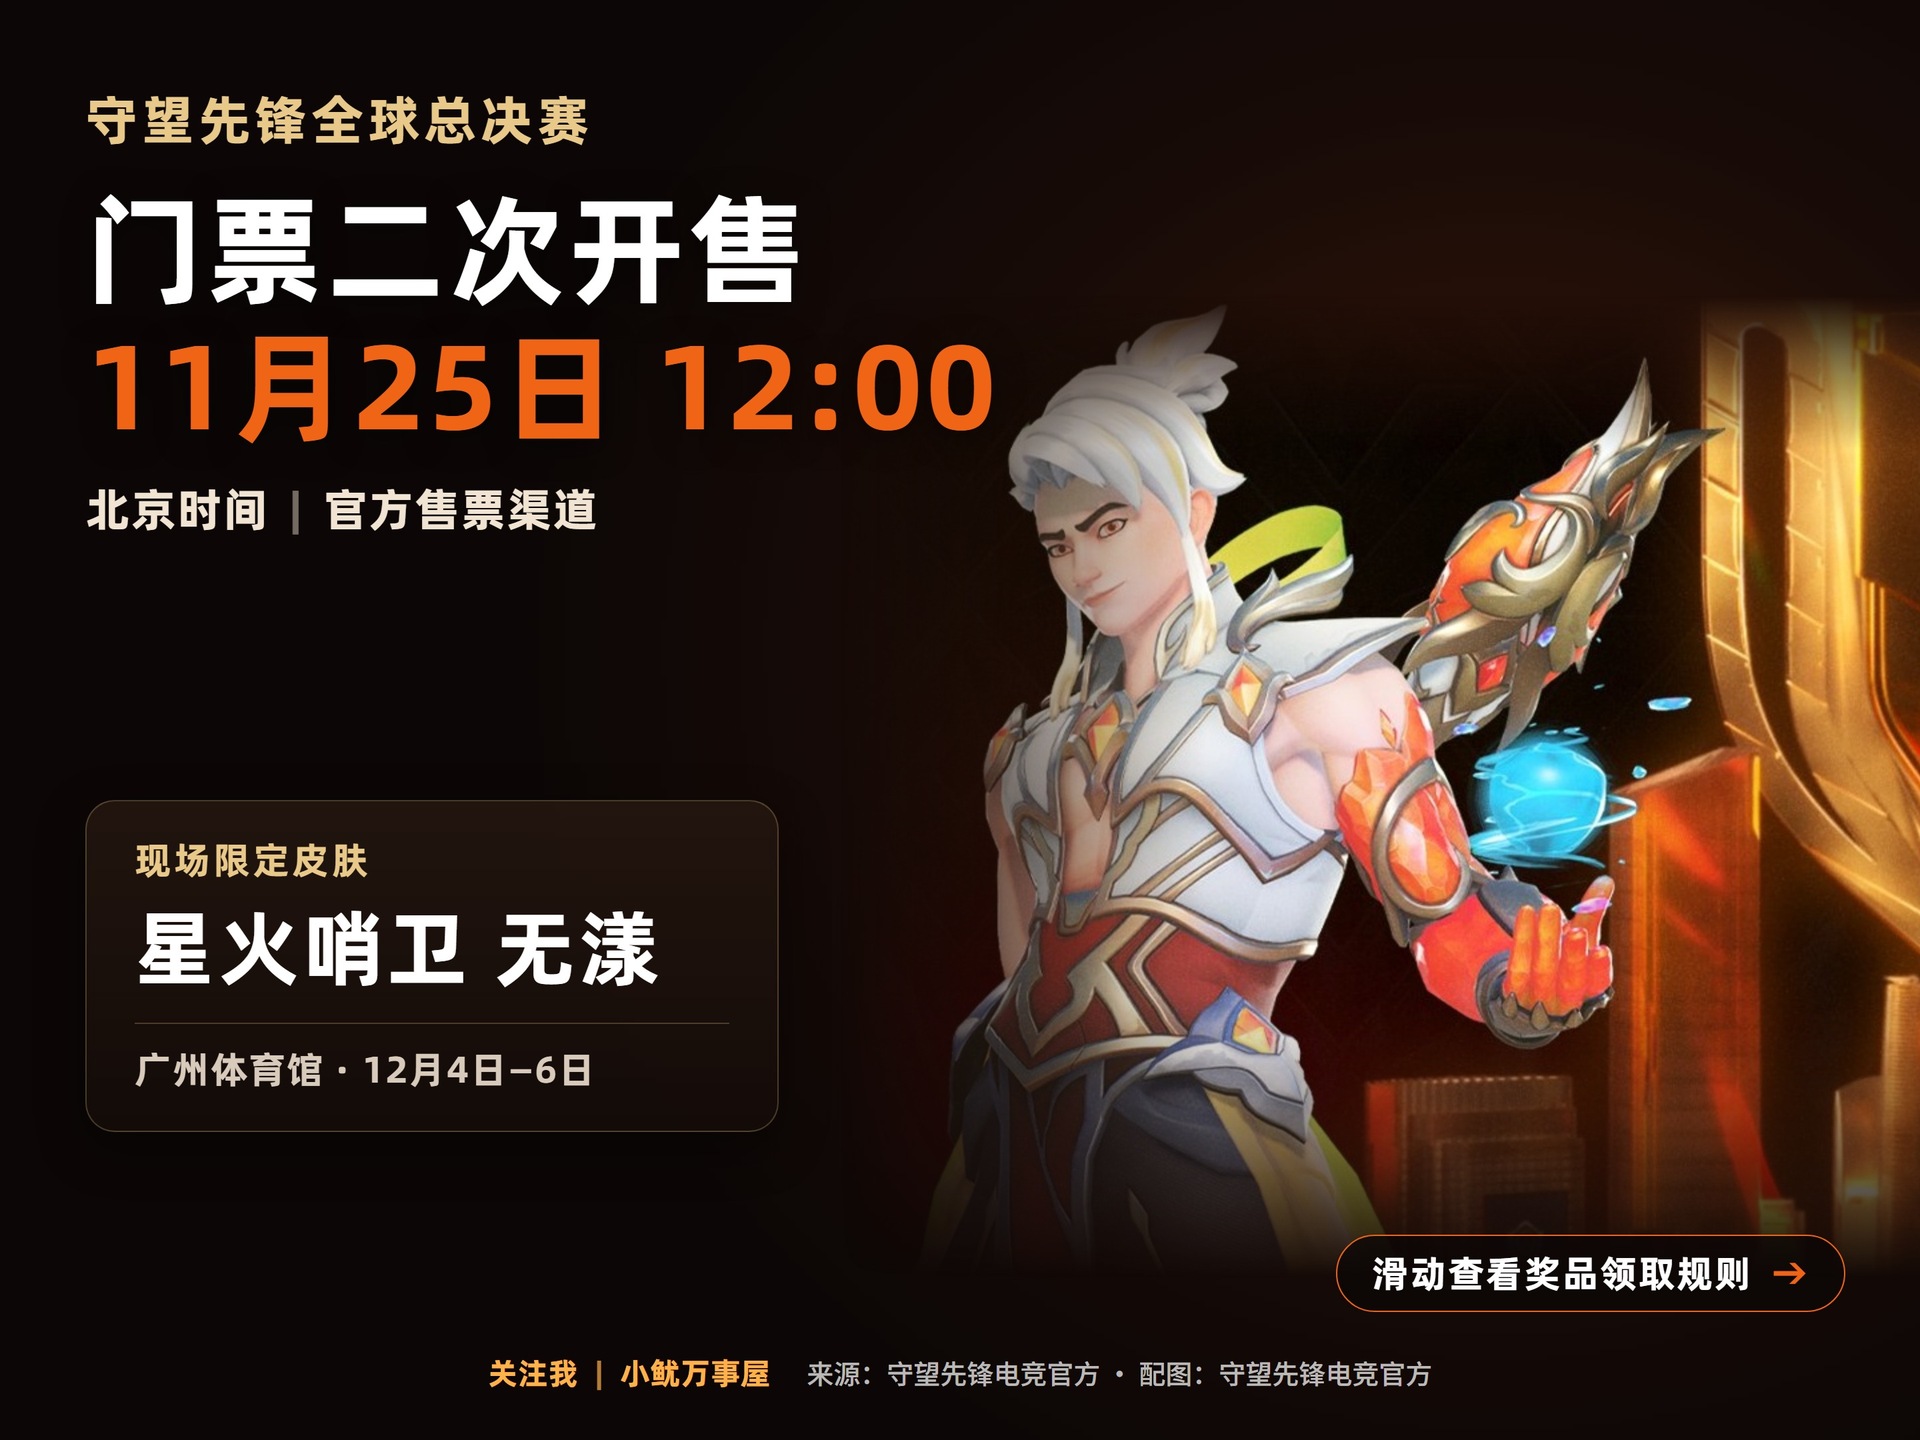 守望先锋全球总决赛
门票二次开售
11月25日 12:00
北京时间 | 官方售票渠道
现场限定皮肤
星火哨卫 无漾
广州体育馆 · 12月4日–6日
滑动查看奖品领取规则 →
关注我 | 小鱿万事屋 来源：守望先锋电竞官方 • 配图：守望先锋电竞官方